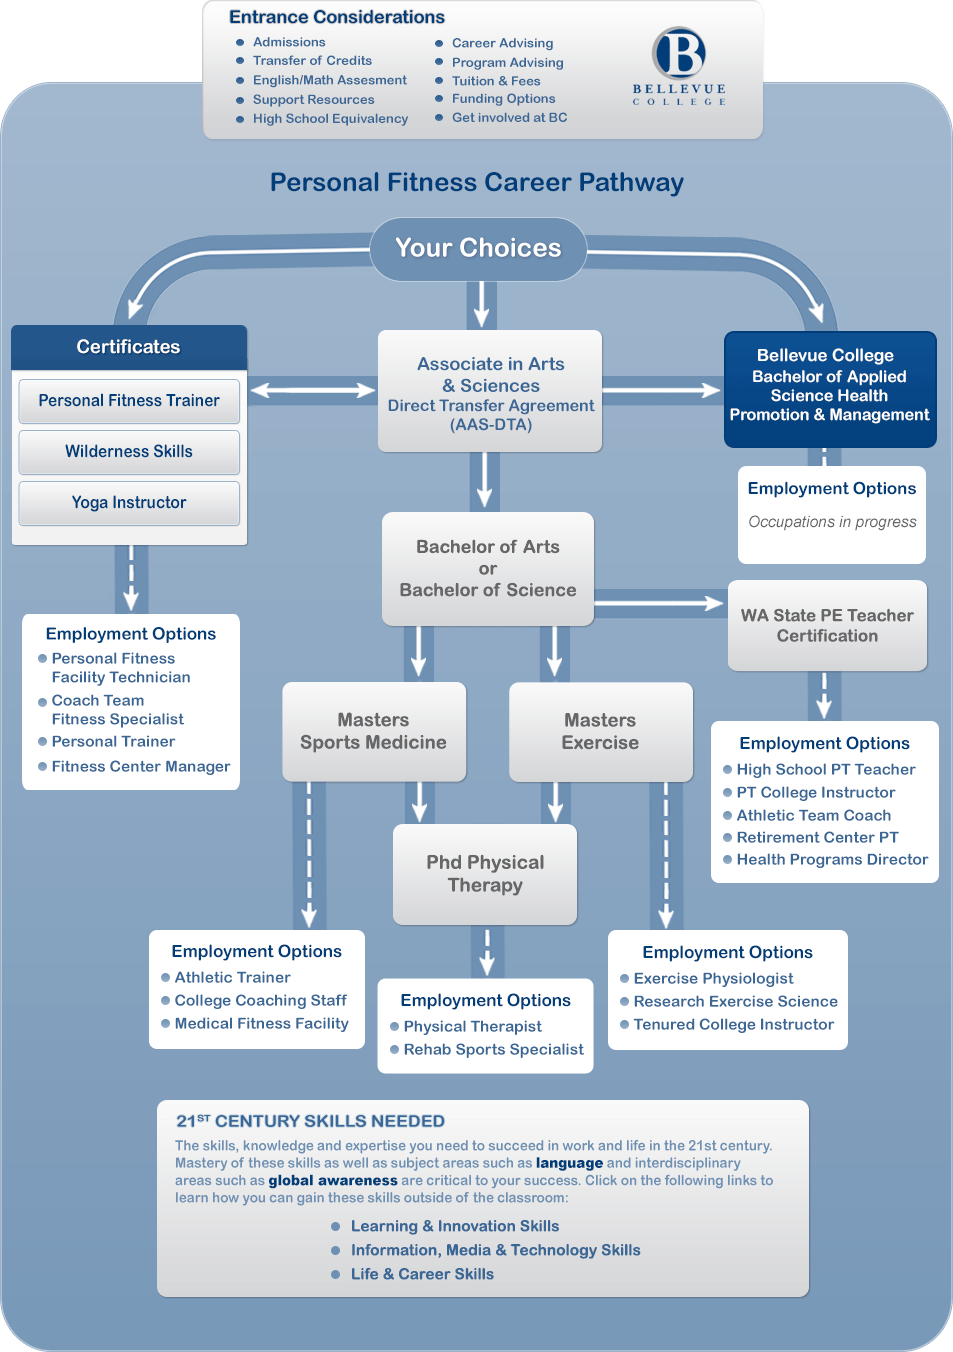 Entrance Considerations
Admissions
Transfer of Credits
English/Math Assesment
Support Resources
High School Equivalency
Career Advising
Program Advising
Tuition & Fees
Funding Options
Get involved at BC
B
BELLEVUE
COLLEGE
Personal Fitness Career Pathway
Your Choices
Certificates
Personal Fitness Trainer
Wilderness Skills
Yoga Instructor
Associate in Arts
& Sciences
Direct Transfer Agreement
(AAS-DTA)
Bellevue College
Bachelor of Applied
Science Health
Promotion & Management
Employment Options
Occupations in progress
Bachelor of Arts
or
Bachelor of Science
WA State PE Teacher
Certification
Employment Options
Personal Fitness
Facility Technician
Coach Team
Fitness Specialist
Personal Trainer
Fitness Center Manager
Masters
Sports Medicine
Masters
Exercise
Employment Options
High School PT Teacher
PT College Instructor
Athletic Team Coach
Retirement Center PT
Health Programs Director
Phd Physical
Therapy
Employment Options
Athletic Trainer
College Coaching Staff
Medical Fitness Facility
Employment Options
Physical Therapist
Rehab Sports Specialist
Employment Options
Exercise Physiologist
Research Exercise Science
Tenured College Instructor
21ST CENTURY SKILLS NEEDED
The skills, knowledge and expertise you need to succeed in work and life in the 21st century.
Mastery of these skills as well as subject areas such as language and interdisciplinary
areas such as global awareness are critical to your success. Click on the following links to
learn how you can gain these skills outside of the classroom:
Learning & Innovation Skills
Information, Media & Technology Skills
Life & Career Skills